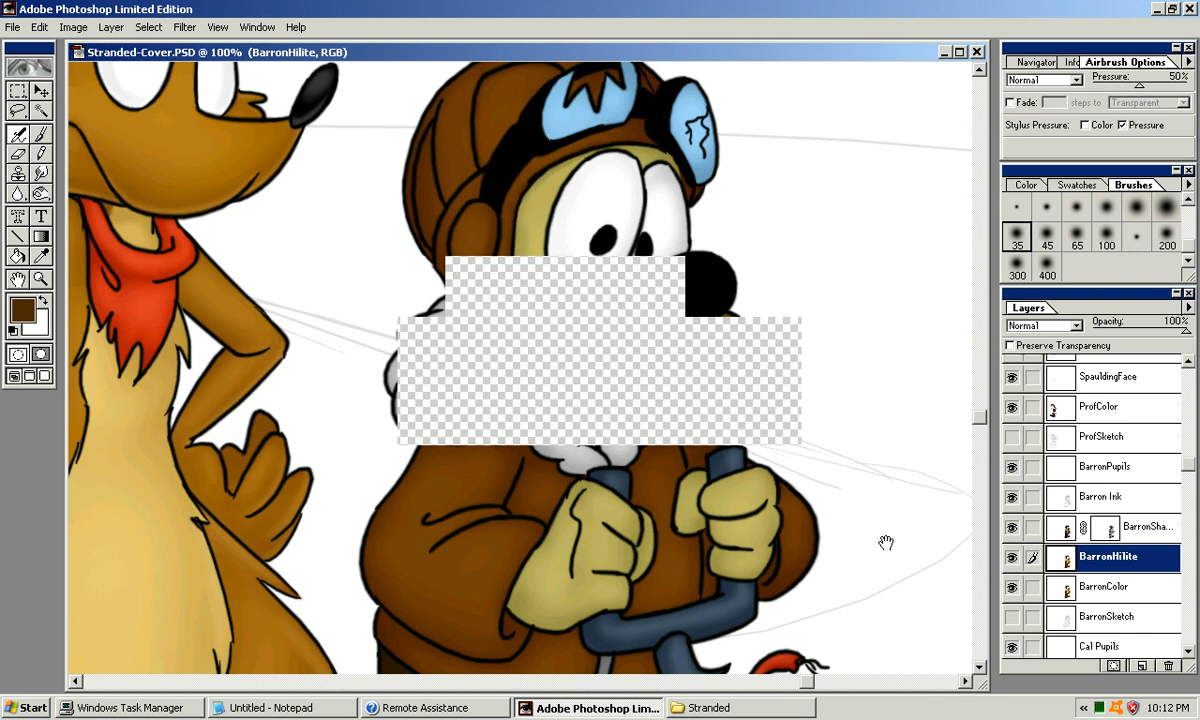 Adobe Photoshop Limited Edition
File Edit Image Layer Select Filter View Window Help
Stranded-Cover.PSD @ 100% (BarronHilite, RGB)
Navigator Info Airbrush Options
Normal Pressure: 50%
Fade: steps to Transparent
Stylus Pressure: Color Pressure
Color Swatches Brushes
35 45 65 100 200
300 400
Layers
Normal Opacity: 100%
Preserve Transparency
SpauldingFace
ProfColor
ProfSketch
BarronPupils
Barron Ink
BarronSha...
BarronHilite
BarronColor
BarronSketch
Cal Pupils
Start Windows Task Manager Untitled - Notepad Remote Assistance Adobe Photoshop Lim... Stranded 10:12 PM